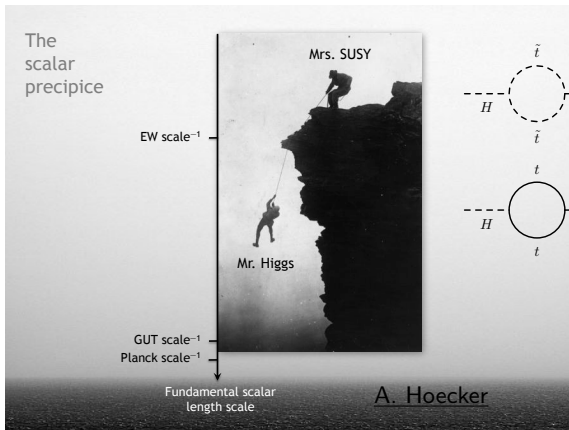 The
scalar
precipice
Mrs. SUSY
EW scale⁻¹
Mr. Higgs
GUT scale⁻¹
Planck scale⁻¹
Fundamental scalar
length scale
t̃
H
t̃
t
H
t
A. Hoecker